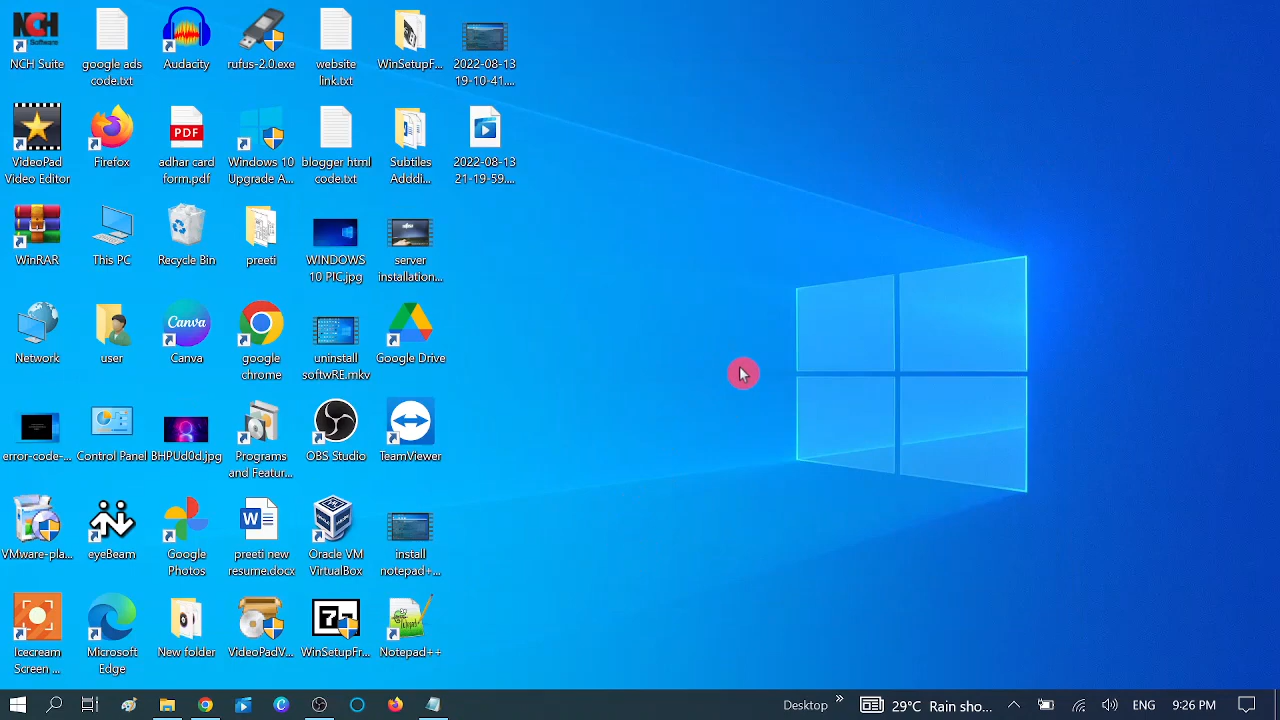 NCH Suite
google ads
code.txt
Audacity
rufus-2.0.exe
website
link.txt
WinSetupF...
2022-08-13
19-10-41....
VideoPad
Video Editor
Firefox
PDF
adhar card
form.pdf
Windows 10
Upgrade A...
blogger html
code.txt
Subtiles
Adddi...
2022-08-13
21-19-59....
WinRAR
This PC
Recycle Bin
preeti
WINDOWS
10 PIC.jpg
server
installation...
Network
user
Canva
Canva
google
chrome
uninstall
softwRE.mkv
Google Drive
error-code-...
Control Panel
BHPUd0d.jpg
Programs
and Featur...
OBS Studio
TeamViewer
VMware-pla...
eyeBeam
Google
Photos
preeti new
resume.docx
Oracle VM
VirtualBox
install
notepad+...
Icecream
Screen ...
Microsoft
Edge
New folder
VideoPadV...
WinSetupFr...
Notepad++
Desktop
29°C Rain sho...
ENG
9:26 PM